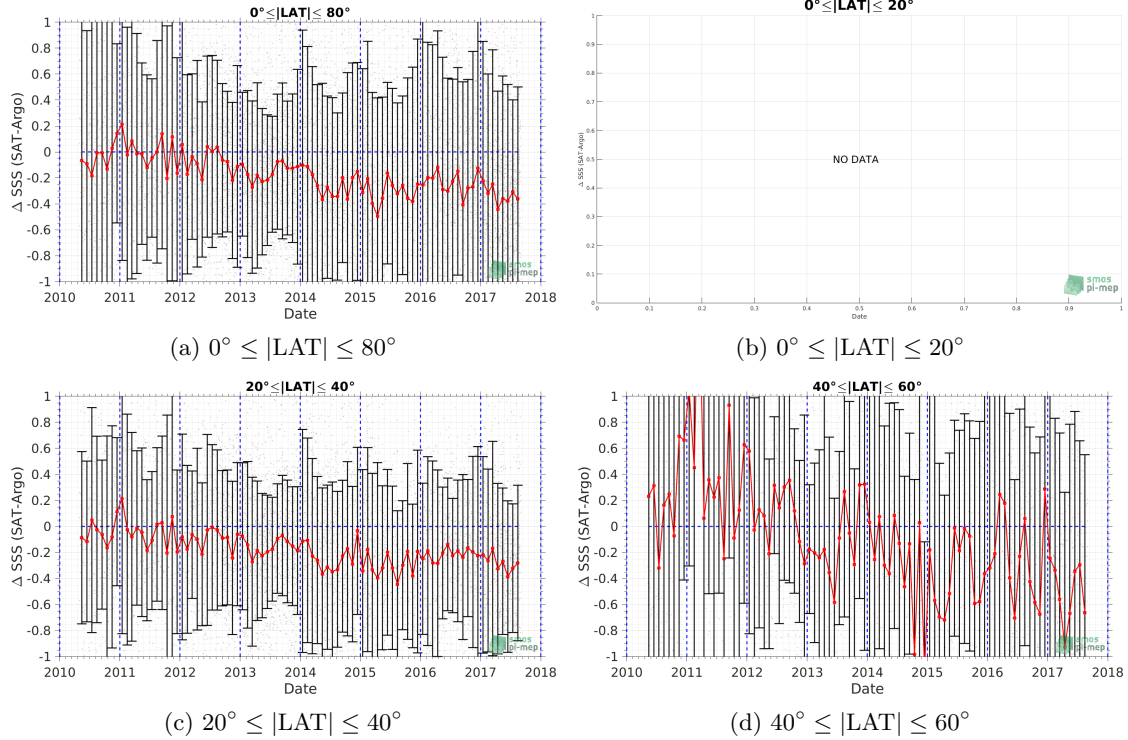 0°≤|LAT|≤ 80°
Δ SSS (SAT-Argo)
1
0.8
0.6
0.4
0.2
0
-0.2
-0.4
-0.6
-0.8
-1
2010 2011 2012 2013 2014 2015 2016 2017 2018
Date
smos
pi-mep
(a) 0° ≤ |LAT| ≤ 80°
0°≤|LAT|≤ 20°
Δ SSS (SAT-Argo)
1
0.9
0.8
0.7
0.6
0.5
0.4
0.3
0.2
0.1
0
NO DATA
0 0.1 0.2 0.3 0.4 0.5 0.6 0.7 0.8 0.9 1
Date
smos
pi-mep
(b) 0° ≤ |LAT| ≤ 20°
20°≤|LAT|≤ 40°
Δ SSS (SAT-Argo)
1
0.8
0.6
0.4
0.2
0
-0.2
-0.4
-0.6
-0.8
-1
2010 2011 2012 2013 2014 2015 2016 2017 2018
Date
smos
pi-mep
(c) 20° ≤ |LAT| ≤ 40°
40°≤|LAT|≤ 60°
Δ SSS (SAT-Argo)
1
0.8
0.6
0.4
0.2
0
-0.2
-0.4
-0.6
-0.8
-1
2010 2011 2012 2013 2014 2015 2016 2017 2018
Date
smos
pi-mep
(d) 40° ≤ |LAT| ≤ 60°